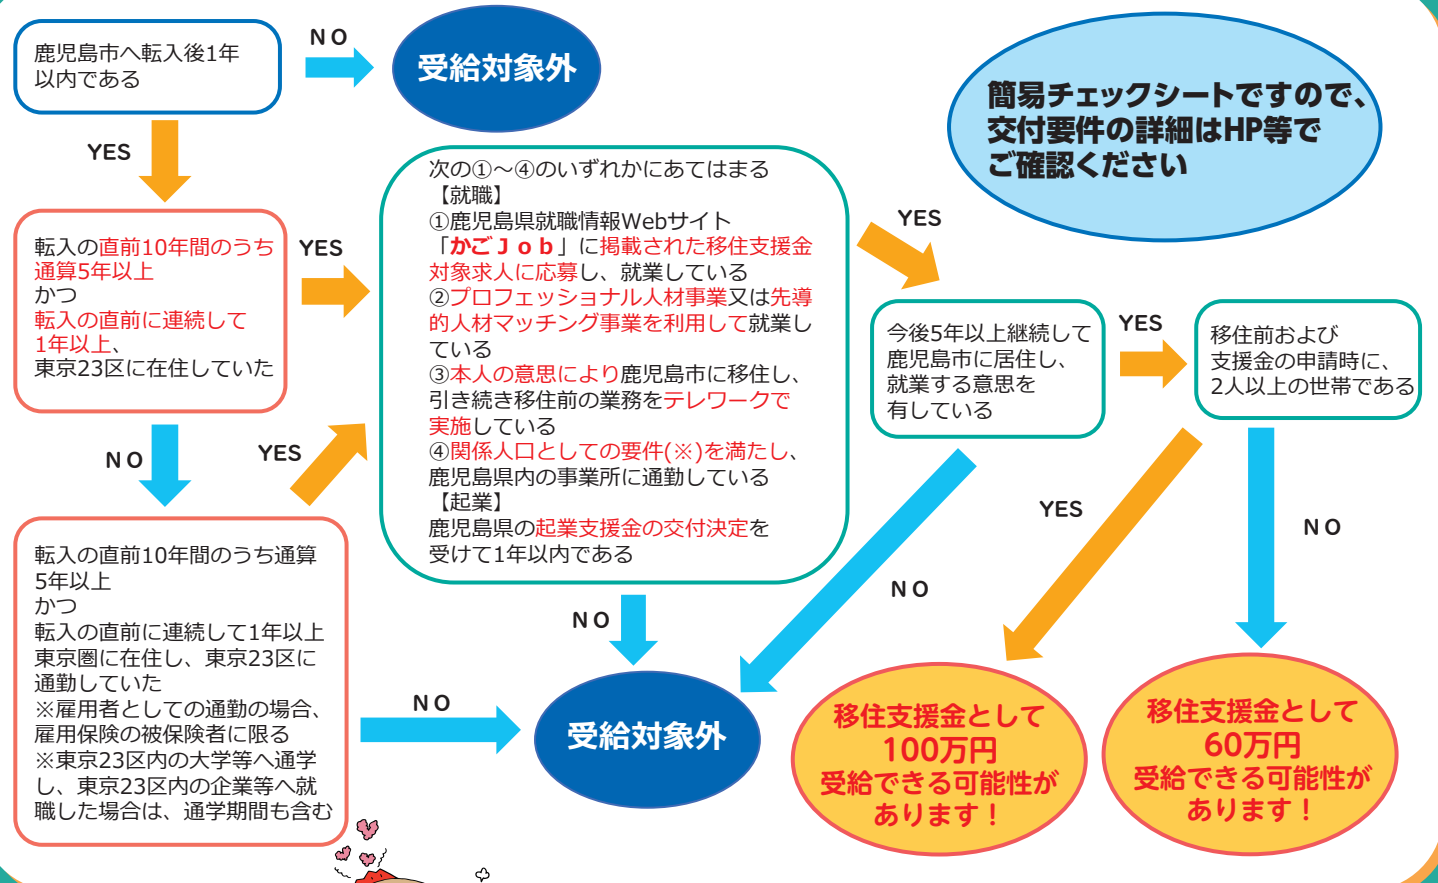 鹿児島市へ転入後1年
以内である
NO
受給対象外
簡易チェックシートですので、
交付要件の詳細はHP等で
ご確認ください
YES
転入の直前10年間のうち
通算5年以上
かつ
転入の直前に連続して
1年以上、
東京23区に在住していた
YES
次の①～④のいずれかにあてはまる
【就職】
①鹿児島県就職情報Webサイト
「かごＪｏｂ」に掲載された移住支援金
対象求人に応募し、就業している
②プロフェッショナル人材事業又は先導
的人材マッチング事業を利用して就業し
ている
③本人の意思により鹿児島市に移住し、
引き続き移住前の業務をテレワークで
実施している
④関係人口としての要件(※)を満たし、
鹿児島県内の事業所に通勤している
【起業】
鹿児島県の起業支援金の交付決定を
受けて1年以内である
YES
今後5年以上継続して
鹿児島市に居住し、
就業する意思を
有している
YES
移住前および
支援金の申請時に、
2人以上の世帯である
NO
YES
転入の直前10年間のうち通算
5年以上
かつ
転入の直前に連続して1年以上
東京圏に在住し、東京23区に
通勤していた
※雇用者としての通勤の場合、
雇用保険の被保険者に限る
※東京23区内の大学等へ通学
し、東京23区内の企業等へ就
職した場合は、通学期間も含む
NO
NO
NO
YES
NO
受給対象外
移住支援金として
100万円
受給できる可能性が
あります！
移住支援金として
60万円
受給できる可能性が
あります！